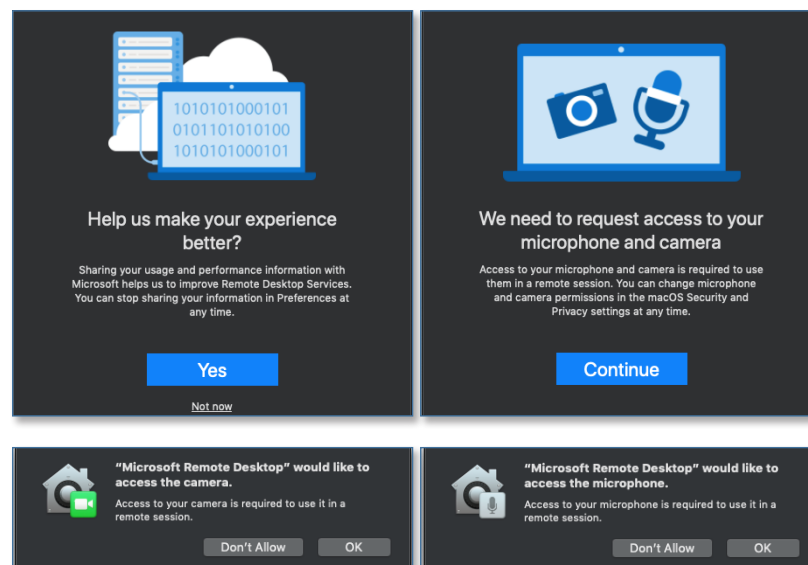 1010101000101
0101101010100
1010101000101
Help us make your experience
better?
Sharing your usage and performance information with
Microsoft helps us to improve Remote Desktop Services.
You can stop sharing your information in Preferences at
any time.
Yes
Not now
We need to request access to your
microphone and camera
Access to your microphone and camera is required to use
them in a remote session. You can change microphone
and camera permissions in the macOS Security and
Privacy settings at any time.
Continue
“Microsoft Remote Desktop” would like to
access the camera.
Access to your camera is required to use it in a
remote session.
Don’t Allow OK
“Microsoft Remote Desktop” would like to
access the microphone.
Access to your microphone is required to use it in a
remote session.
Don’t Allow OK